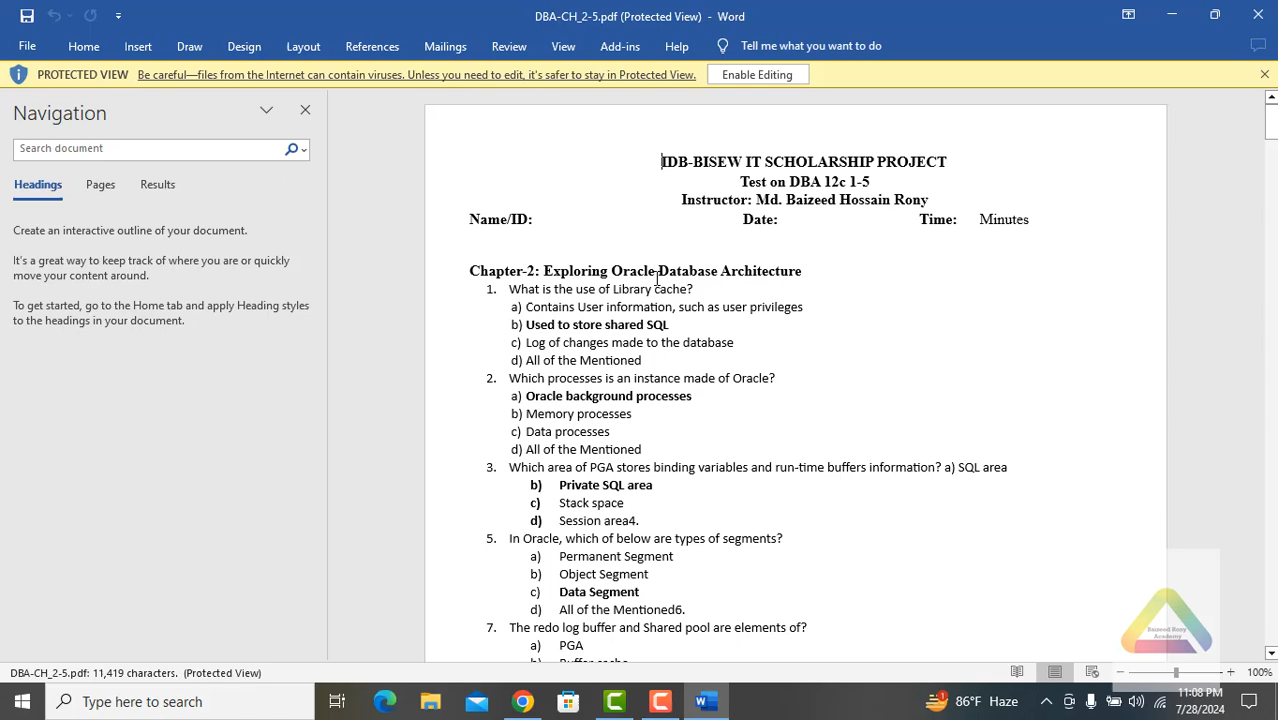 DBA-CH_2-5.pdf (Protected View) - Word
File Home Insert Draw Design Layout References Mailings Review View Add-ins Help Tell me what you want to do
PROTECTED VIEW Be careful—files from the Internet can contain viruses. Unless you need to edit, it's safer to stay in Protected View. Enable Editing
Navigation
Search document
Headings Pages Results
Create an interactive outline of your document.
It's a great way to keep track of where you are or quickly
move your content around.
To get started, go to the Home tab and apply Heading styles
to the headings in your document.
IDB-BISEW IT SCHOLARSHIP PROJECT
Test on DBA 12c 1-5
Instructor: Md. Baizeed Hossain Rony
Name/ID: Date: Time: Minutes
Chapter-2: Exploring Oracle Database Architecture
1. What is the use of Library cache?
a) Contains User information, such as user privileges
b) Used to store shared SQL
c) Log of changes made to the database
d) All of the Mentioned
2. Which processes is an instance made of Oracle?
a) Oracle background processes
b) Memory processes
c) Data processes
d) All of the Mentioned
3. Which area of PGA stores binding variables and run-time buffers information? a) SQL area
b) Private SQL area
c) Stack space
d) Session area4.
5. In Oracle, which of below are types of segments?
a) Permanent Segment
b) Object Segment
c) Data Segment
d) All of the Mentioned6.
7. The redo log buffer and Shared pool are elements of?
a) PGA
b) Buffer cache
Baizeed Rony
Academy
DBA-CH_2-5.pdf: 11,419 characters. (Protected View)
100%
Type here to search
86°F Haze
11:08 PM
7/28/2024